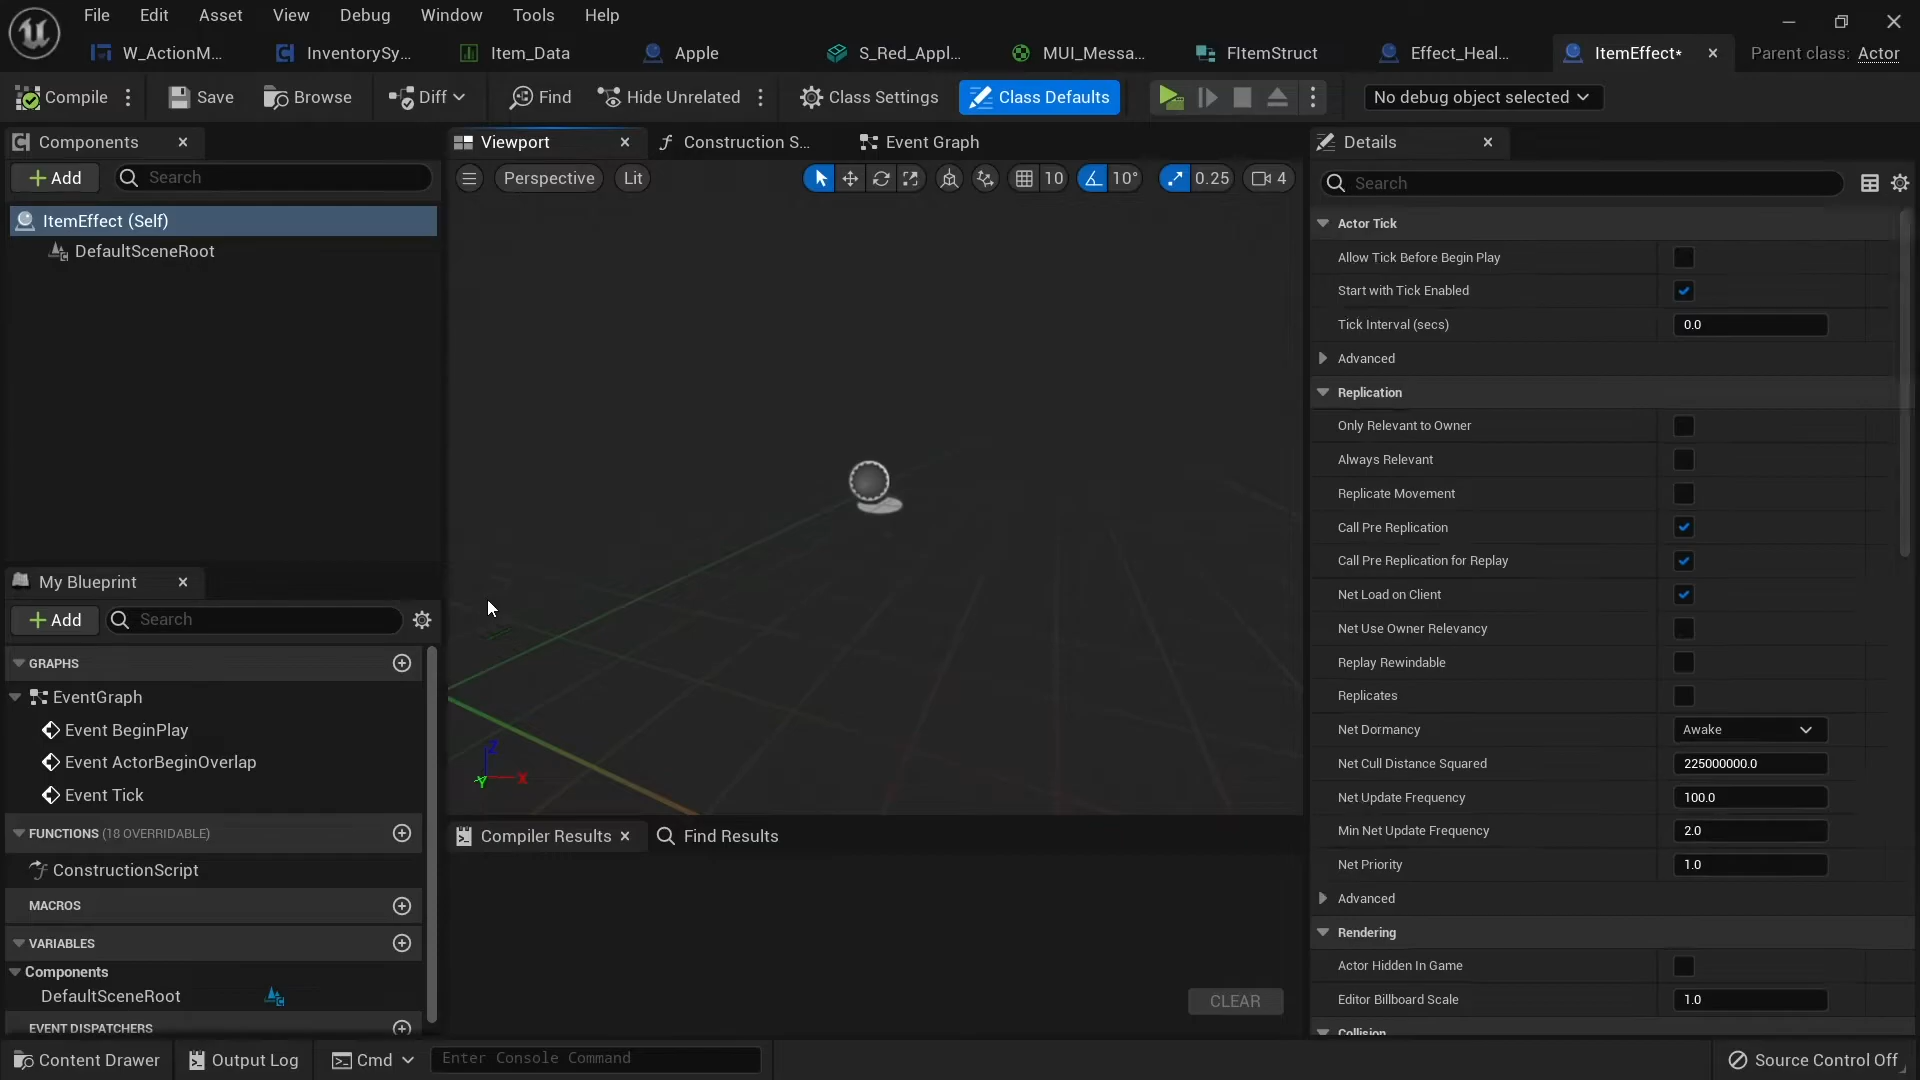 File Edit Asset View Debug Window Tools Help
W_ActionM... InventorySy... Item_Data Apple S_Red_Appl... MUI_Messa... FItemStruct Effect_Heal... ItemEffect* Parent class: Actor
Compile Save Browse Diff Find Hide Unrelated Class Settings Class Defaults No debug object selected
Components
Add Search
ItemEffect (Self)
DefaultSceneRoot
My Blueprint
Add Search
GRAPHS
EventGraph
Event BeginPlay
Event ActorBeginOverlap
Event Tick
FUNCTIONS (18 OVERRIDABLE)
ConstructionScript
MACROS
VARIABLES
Components
DefaultSceneRoot
EVENT DISPATCHERS
Viewport Construction S... Event Graph
Perspective Lit 10 10° 0.25 4
Z
Y X
Compiler Results Find Results
CLEAR
Details
Search
Actor Tick
Allow Tick Before Begin Play
Start with Tick Enabled
Tick Interval (secs) 0.0
Advanced
Replication
Only Relevant to Owner
Always Relevant
Replicate Movement
Call Pre Replication
Call Pre Replication for Replay
Net Load on Client
Net Use Owner Relevancy
Replay Rewindable
Replicates
Net Dormancy Awake
Net Cull Distance Squared 225000000.0
Net Update Frequency 100.0
Min Net Update Frequency 2.0
Net Priority 1.0
Advanced
Rendering
Actor Hidden In Game
Editor Billboard Scale 1.0
Collision
Content Drawer Output Log Cmd Enter Console Command Source Control Off